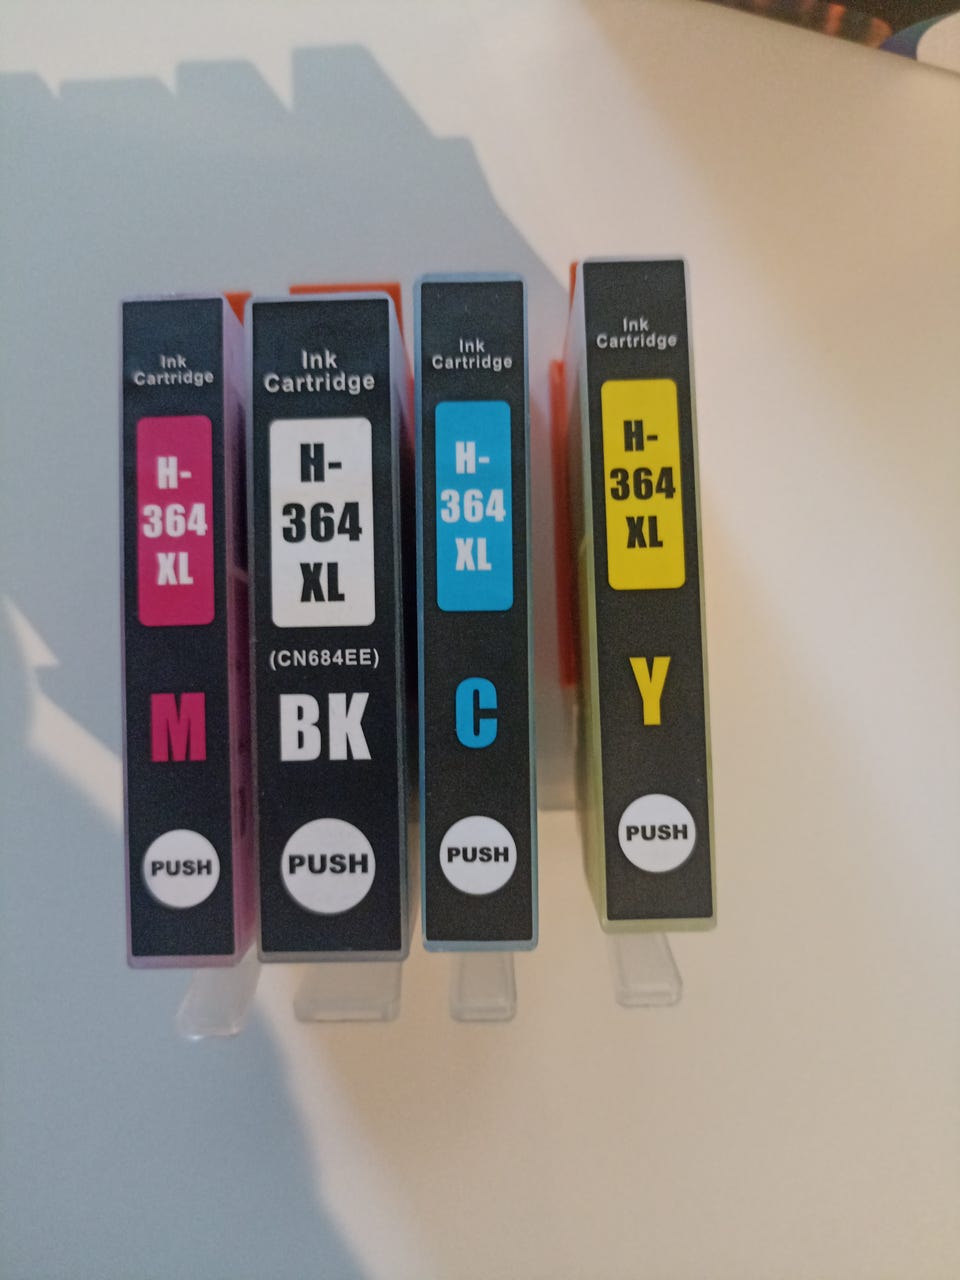 Ink
Cartridge
H-
364
XL
M
PUSH
Ink
Cartridge
H-
364
XL
(CN684EE)
BK
PUSH
Ink
Cartridge
H-
364
XL
C
PUSH
Ink
Cartridge
H-
364
XL
Y
PUSH